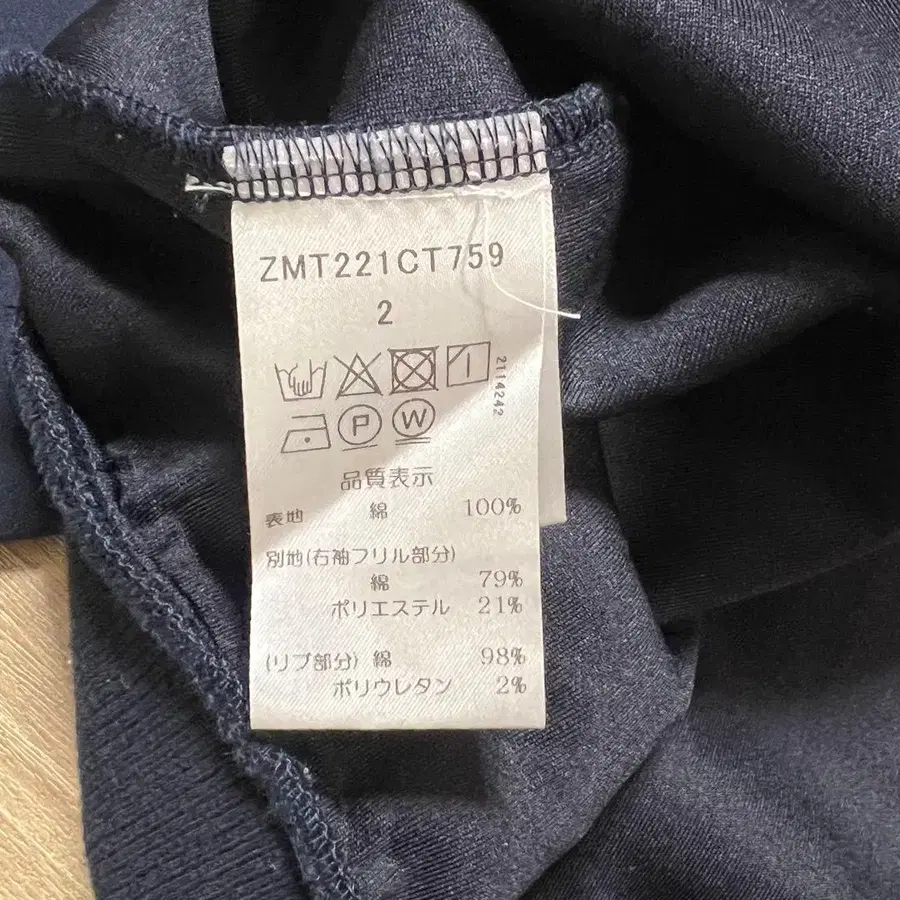 ZMT221CT759
2
2114242
P W
品質表示
表地 綿 100%
別地(右袖フリル部分)
綿 79%
ポリエステル 21%
(リブ部分) 綿 98%
ポリウレタン 2%